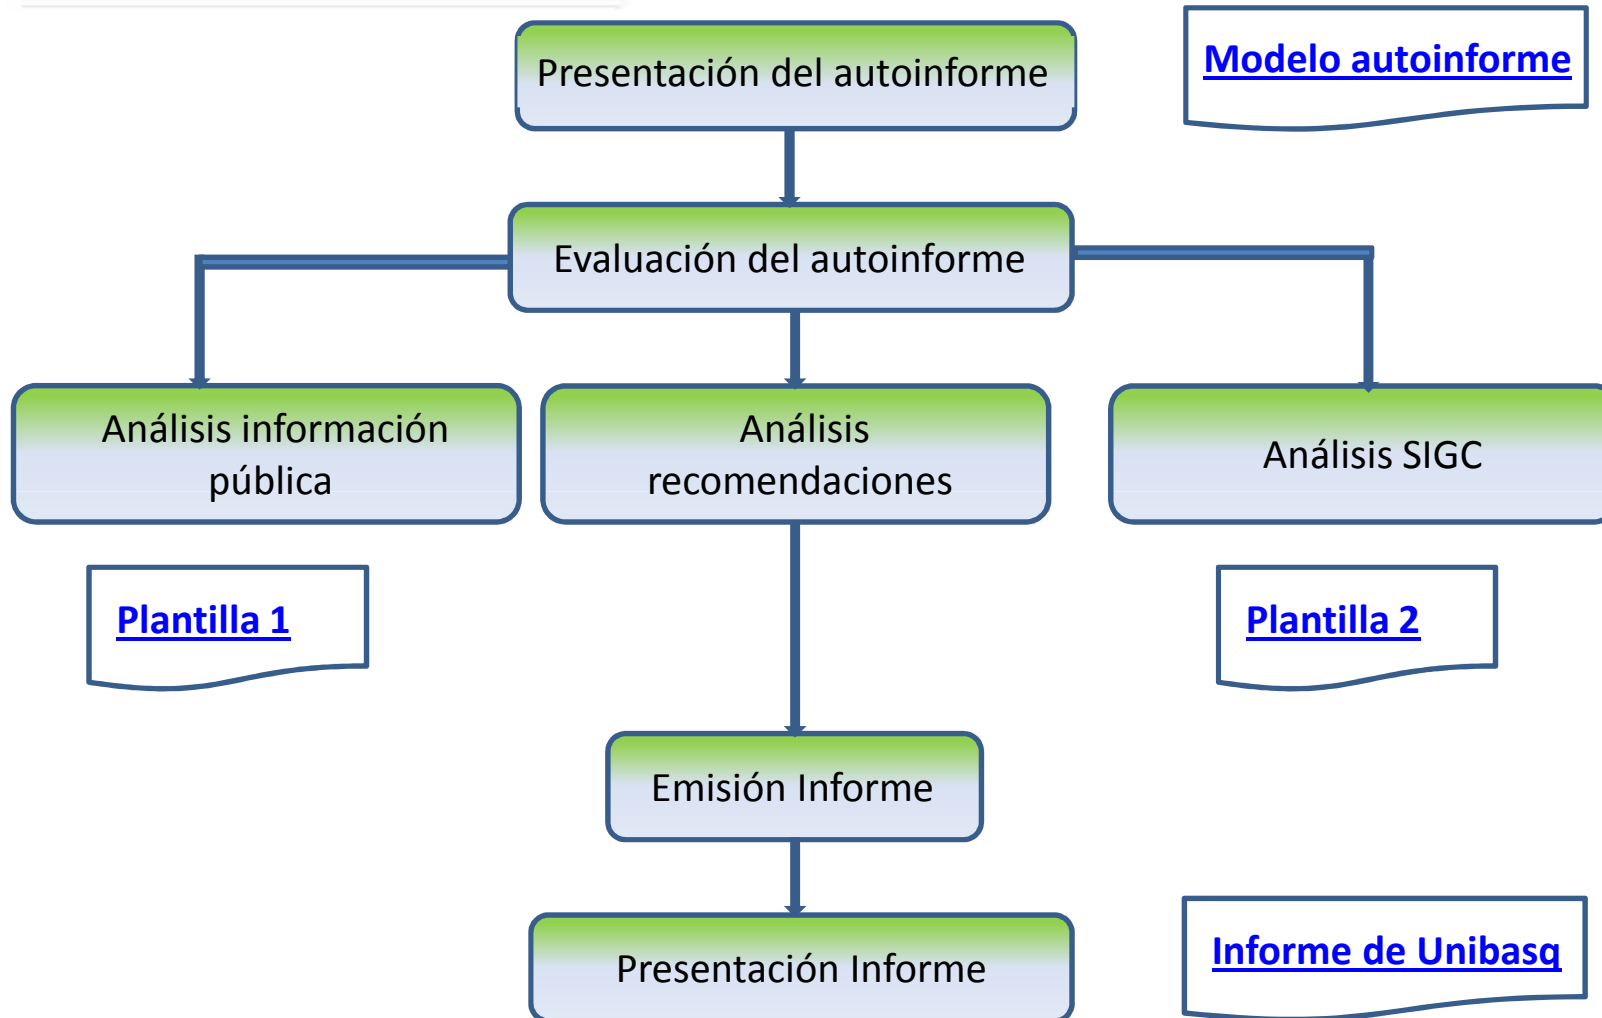 Presentación del autoinforme
Modelo autoinforme
Evaluación del autoinforme
Análisis información
pública
Análisis
recomendaciones
Análisis SIGC
Plantilla 1
Plantilla 2
Emisión Informe
Presentación Informe
Informe de Unibasq